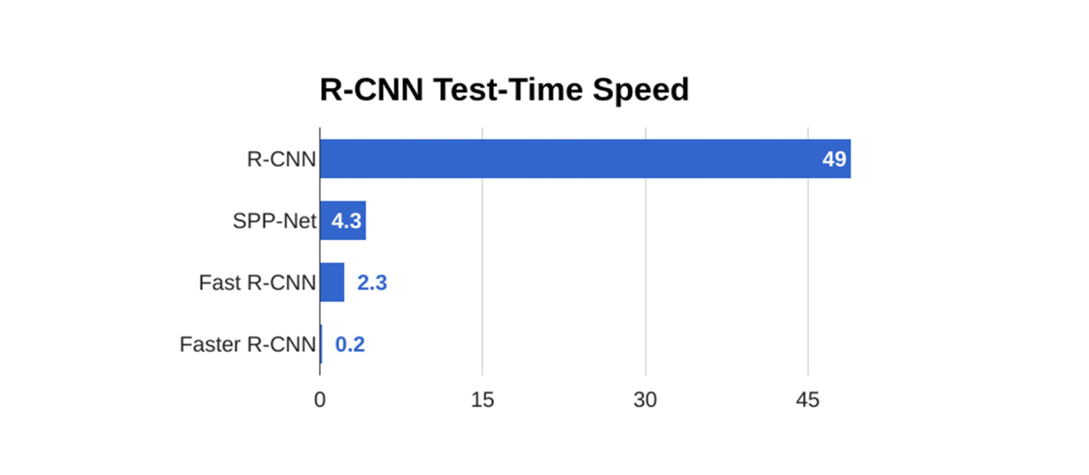 R-CNN Test-Time Speed
R-CNN 49
SPP-Net 4.3
Fast R-CNN 2.3
Faster R-CNN 0.2
0 15 30 45